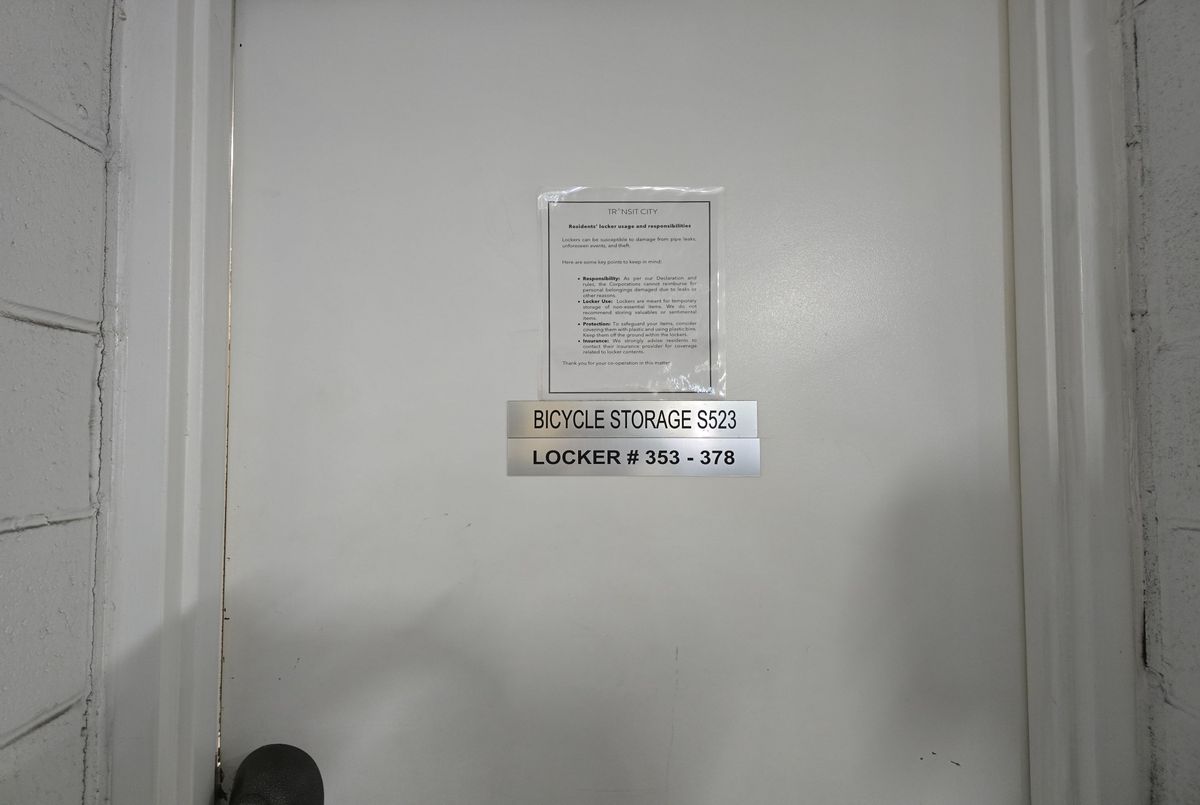 TRANSIT CITY
Residents' locker usage and responsibilities
Lockers can be susceptible to damage from pipe leaks,
unforeseen events, and theft.
Here are some key points to keep in mind:
• Responsibility: As per our Declaration and
rules, the Corporations cannot reimburse for
personal belongings damaged due to leaks or
other reasons.
• Locker Use: Lockers are meant for temporary
storage of non-essential items. We do not
recommend storing valuables or sentimental
items.
• Protection: To safeguard your items, consider
covering them with plastic and using plastic bins.
Keep them off the ground within the lockers.
• Insurance: We strongly advise residents to
contact their insurance provider for coverage
related to locker contents.
Thank you for your co-operation in this matter.
BICYCLE STORAGE S523
LOCKER # 353 - 378